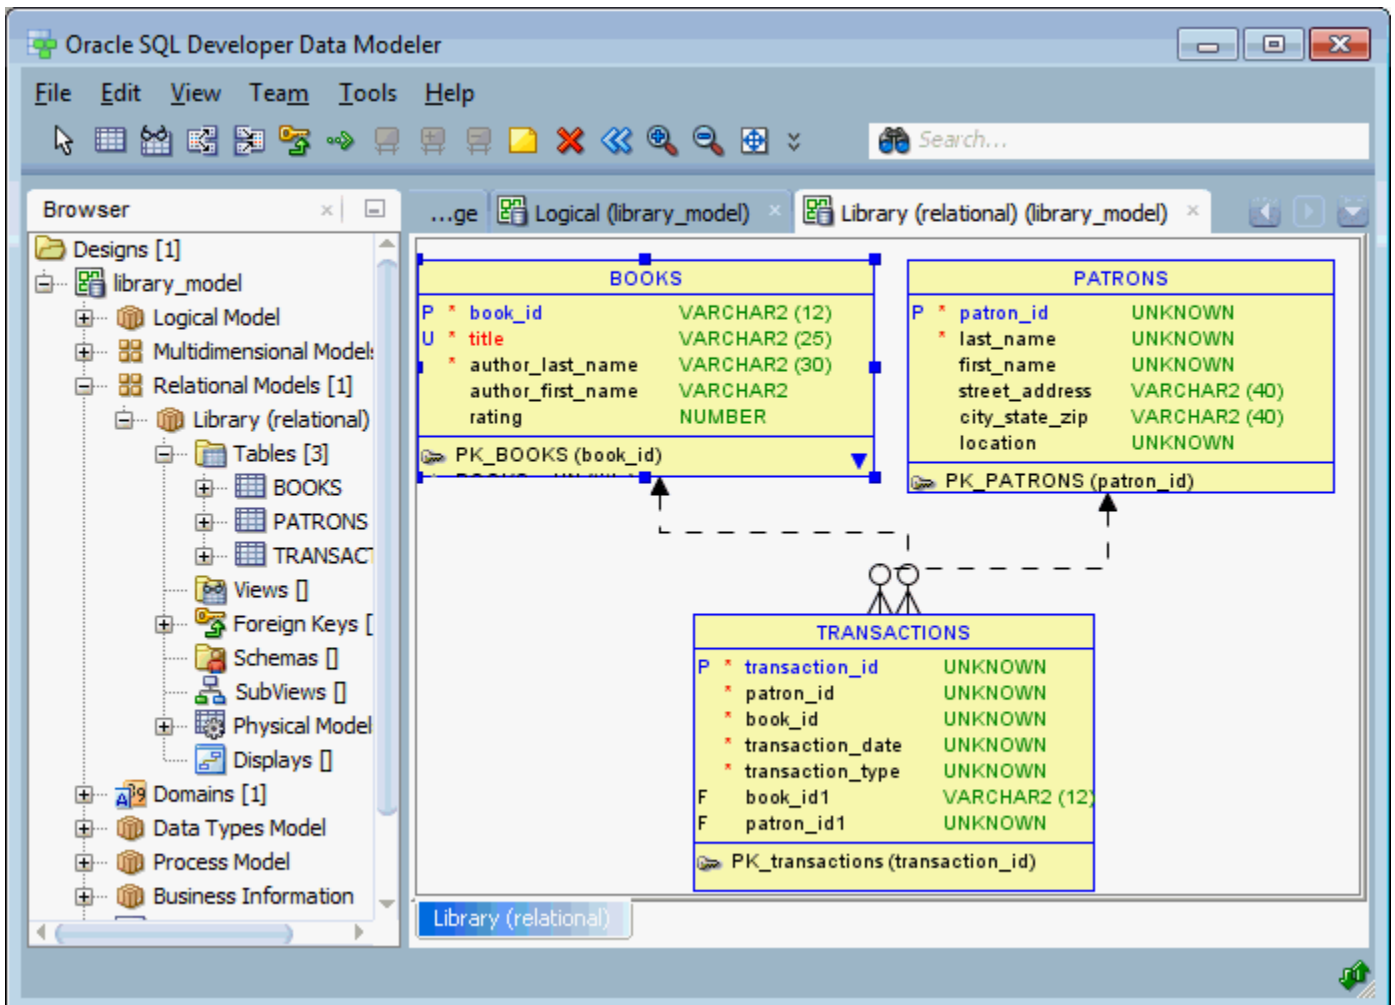 Oracle SQL Developer Data Modeler
File Edit View Team Tools Help
Search...
Browser
...ge
Logical (library_model)
Library (relational) (library_model)
Designs [1]
library_model
Logical Model
Multidimensional Model
Relational Models [1]
Library (relational)
Tables [3]
BOOKS
PATRONS
TRANSACT
Views []
Foreign Keys [
Schemas []
SubViews []
Physical Model
Displays []
Domains [1]
Data Types Model
Process Model
Business Information
BOOKS
P * book_id VARCHAR2 (12)
U * title VARCHAR2 (25)
* author_last_name VARCHAR2 (30)
author_first_name VARCHAR2
rating NUMBER
PK_BOOKS (book_id)
PATRONS
P * patron_id UNKNOWN
* last_name UNKNOWN
first_name UNKNOWN
street_address VARCHAR2 (40)
city_state_zip VARCHAR2 (40)
location UNKNOWN
PK_PATRONS (patron_id)
TRANSACTIONS
P * transaction_id UNKNOWN
* patron_id UNKNOWN
* book_id UNKNOWN
* transaction_date UNKNOWN
* transaction_type UNKNOWN
F book_id1 VARCHAR2 (12)
F patron_id1 UNKNOWN
PK_transactions (transaction_id)
Library (relational)